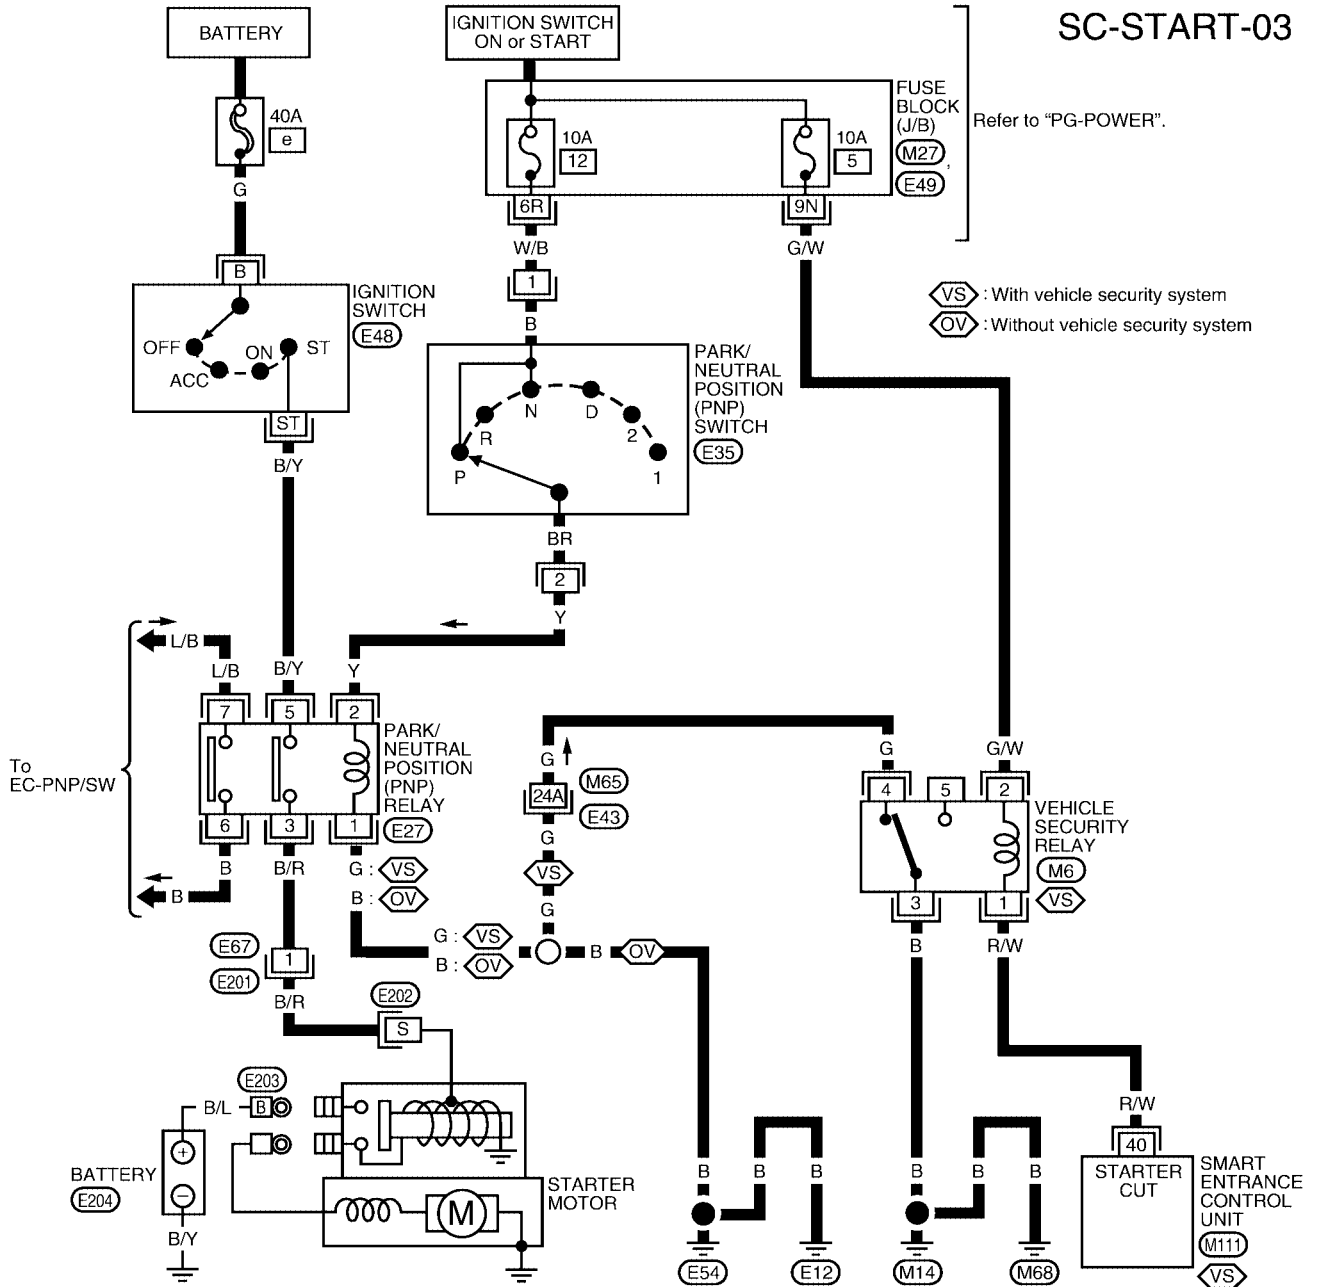 SC-START-03
BATTERY
IGNITION SWITCH
ON or START
40A
e
10A
12
10A
5
FUSE
BLOCK
(J/B)
M27
,
E49
Refer to “PG-POWER”.
G
6R
9N
W/B
G/W
B
1
B
VS : With vehicle security system
OV : Without vehicle security system
IGNITION
SWITCH
E48
OFF
ACC
ON
ST
ST
B/Y
PARK/
NEUTRAL
POSITION
(PNP)
SWITCH
E35
P
R
N
D
2
1
BR
2
Y
L/B
L/B
B/Y
Y
7
5
2
PARK/
NEUTRAL
POSITION
(PNP)
RELAY
E27
To
EC-PNP/SW
6
3
1
B
B/R
G : VS
B : OV
B
G
24A
M65
E43
G
VS
G
G : VS
B : OV
B
OV
G
G/W
4
5
2
VEHICLE
SECURITY
RELAY
M6
VS
3
1
B
R/W
E67
1
E201
B/R
E202
S
E203
B/L
B
BATTERY
E204
+
−
B/Y
M
STARTER
MOTOR
B
B
B
E54
E12
B
B
B
M14
M68
R/W
40
STARTER
CUT
SMART
ENTRANCE
CONTROL
UNIT
M111
VS